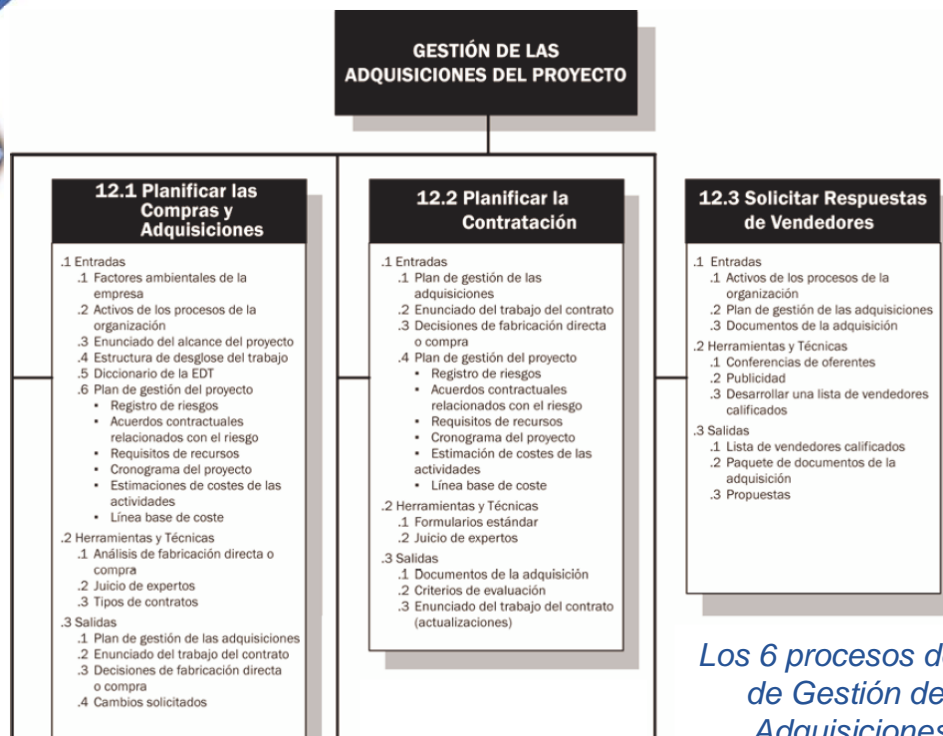 GESTIÓN DE LAS
ADQUISICIONES DEL PROYECTO
12.1 Planificar las
Compras y
Adquisiciones
.1 Entradas
.1 Factores ambientales de la
empresa
.2 Activos de los procesos de la
organización
.3 Enunciado del alcance del proyecto
.4 Estructura de desglose del trabajo
.5 Diccionario de la EDT
.6 Plan de gestión del proyecto
• Registro de riesgos
• Acuerdos contractuales
relacionados con el riesgo
• Requisitos de recursos
• Cronograma del proyecto
• Estimaciones de costes de las
actividades
• Línea base de coste
.2 Herramientas y Técnicas
.1 Análisis de fabricación directa o
compra
.2 Juicio de expertos
.3 Tipos de contratos
.3 Salidas
.1 Plan de gestión de las adquisiciones
.2 Enunciado del trabajo del contrato
.3 Decisiones de fabricación directa
o compra
.4 Cambios solicitados
12.2 Planificar la
Contratación
.1 Entradas
.1 Plan de gestión de las
adquisiciones
.2 Enunciado del trabajo del contrato
.3 Decisiones de fabricación directa
o compra
.4 Plan de gestión del proyecto
• Registro de riesgos
• Acuerdos contractuales
relacionados con el riesgo
• Requisitos de recursos
• Cronograma del proyecto
• Estimación de costes de las
actividades
• Línea base de coste
.2 Herramientas y Técnicas
.1 Formularios estándar
.2 Juicio de expertos
.3 Salidas
.1 Documentos de la adquisición
.2 Criterios de evaluación
.3 Enunciado del trabajo del contrato
(actualizaciones)
12.3 Solicitar Respuestas
de Vendedores
.1 Entradas
.1 Activos de los procesos de la
organización
.2 Plan de gestión de las adquisiciones
.3 Documentos de la adquisición
.2 Herramientas y Técnicas
.1 Conferencias de oferentes
.2 Publicidad
.3 Desarrollar una lista de vendedores
calificados
.3 Salidas
.1 Lista de vendedores calificados
.2 Paquete de documentos de la
adquisición
.3 Propuestas
Los 6 procesos
de Gestión de
Adquisiciones